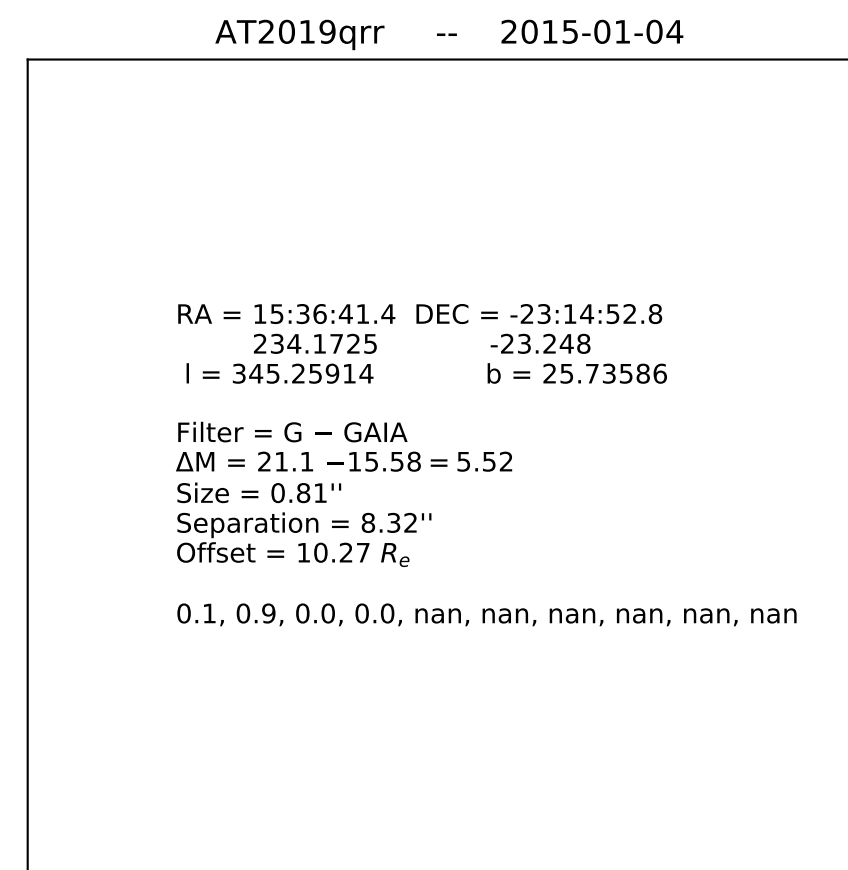 AT2019qrr -- 2015-01-04
RA = 15:36:41.4 DEC = -23:14:52.8
234.1725 -23.248
l = 345.25914 b = 25.73586
Filter = G − GAIA
ΔM = 21.1 −15.58 = 5.52
Size = 0.81''
Separation = 8.32''
Offset = 10.27 Re
0.1, 0.9, 0.0, 0.0, nan, nan, nan, nan, nan, nan